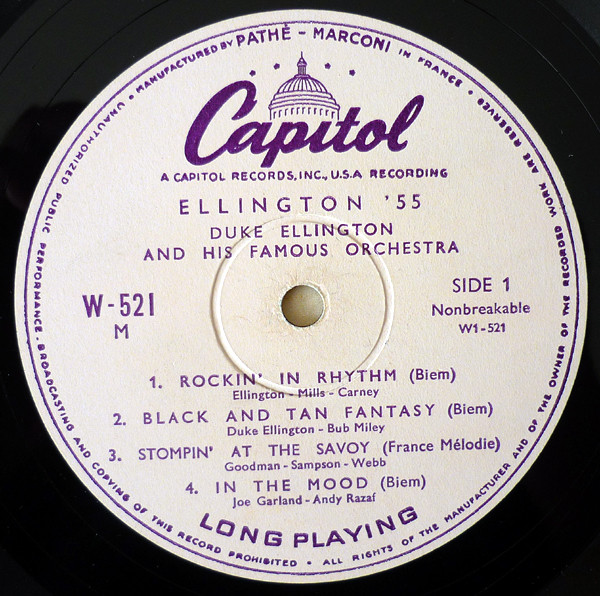 MANUFACTURED BY PATHÈ - MARCONI IN FRANCE •
Capitol
A CAPITOL RECORDS, INC., U.S.A RECORDING
ELLINGTON '55
DUKE ELLINGTON
AND HIS FAMOUS ORCHESTRA
W-521
M
SIDE 1
Nonbreakable
W1-521
1. ROCKIN' IN RHYTHM (Biem)
Ellington - Mills - Carney
2. BLACK AND TAN FANTASY (Biem)
Duke Ellington - Bub Miley
3. STOMPIN' AT THE SAVOY (France Mélodie)
Goodman - Sampson - Webb
4. IN THE MOOD (Biem)
Joe Garland - Andy Razaf
LONG PLAYING
UNAUTHORIZED PUBLIC PERFORMANCE - BROADCASTING AND COPYING OF THIS RECORD PROHIBITED • ALL RIGHTS OF THE MANUFACTURER AND OF THE OWNER OF THE RECORDED WORK ARE RESERVED